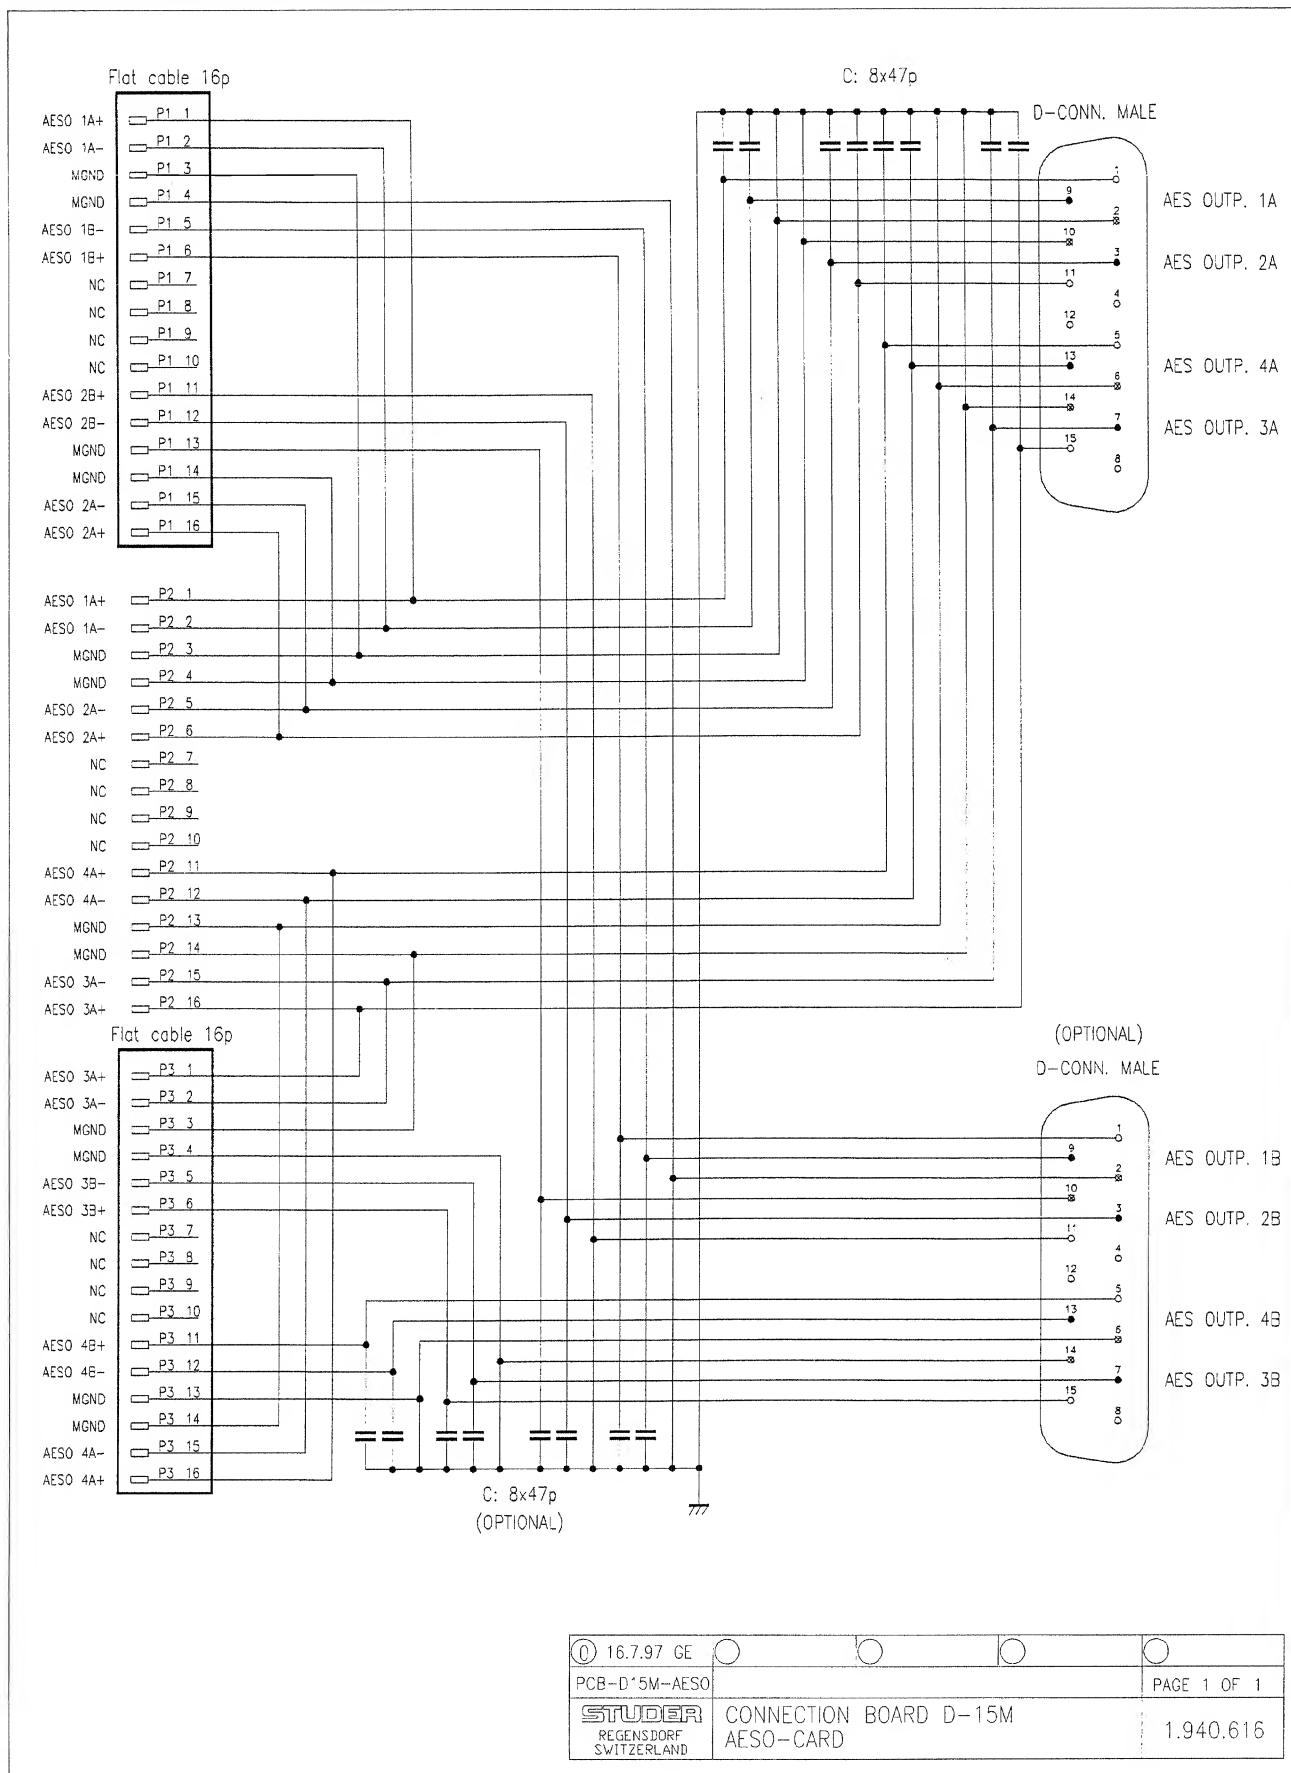 Flat cable 16p
AESO 1A+ P1 1
AESO 1A- P1 2
MGND P1 3
MGND P1 4
AESO 1B- P1 5
AESO 1B+ P1 6
NC P1 7
NC P1 8
NC P1 9
NC P1 10
AESO 2B+ P1 11
AESO 2B- P1 12
MGND P1 13
MGND P1 14
AESO 2A- P1 15
AESO 2A+ P1 16
AESO 1A+ P2 1
AESO 1A- P2 2
MGND P2 3
MGND P2 4
AESO 2A- P2 5
AESO 2A+ P2 6
NC P2 7
NC P2 8
NC P2 9
NC P2 10
AESO 4A+ P2 11
AESO 4A- P2 12
MGND P2 13
MGND P2 14
AESO 3A- P2 15
AESO 3A+ P2 16
Flat cable 16p
AESO 3A+ P3 1
AESO 3A- P3 2
MGND P3 3
MGND P3 4
AESO 3B- P3 5
AESO 3B+ P3 6
NC P3 7
NC P3 8
NC P3 9
NC P3 10
AESO 4B+ P3 11
AESO 4B- P3 12
MGND P3 13
MGND P3 14
AESO 4A- P3 15
AESO 4A+ P3 16
C: 8x47p
D-CONN. MALE
1
9 AES OUTP. 1A
2
10
3 AES OUTP. 2A
11
4
12
5
13 AES OUTP. 4A
6
14
7 AES OUTP. 3A
15
8
(OPTIONAL)
D-CONN. MALE
1
9 AES OUTP. 1B
2
10
3 AES OUTP. 2B
11
4
12
5
13 AES OUTP. 4B
6
14
7 AES OUTP. 3B
15
8
C: 8x47p
(OPTIONAL)
0 16.7.97 GE
PCB-D15M-AESO
PAGE 1 OF 1
STUDER
REGENSDORF
SWITZERLAND
CONNECTION BOARD D-15M
AESO-CARD
1.940.616